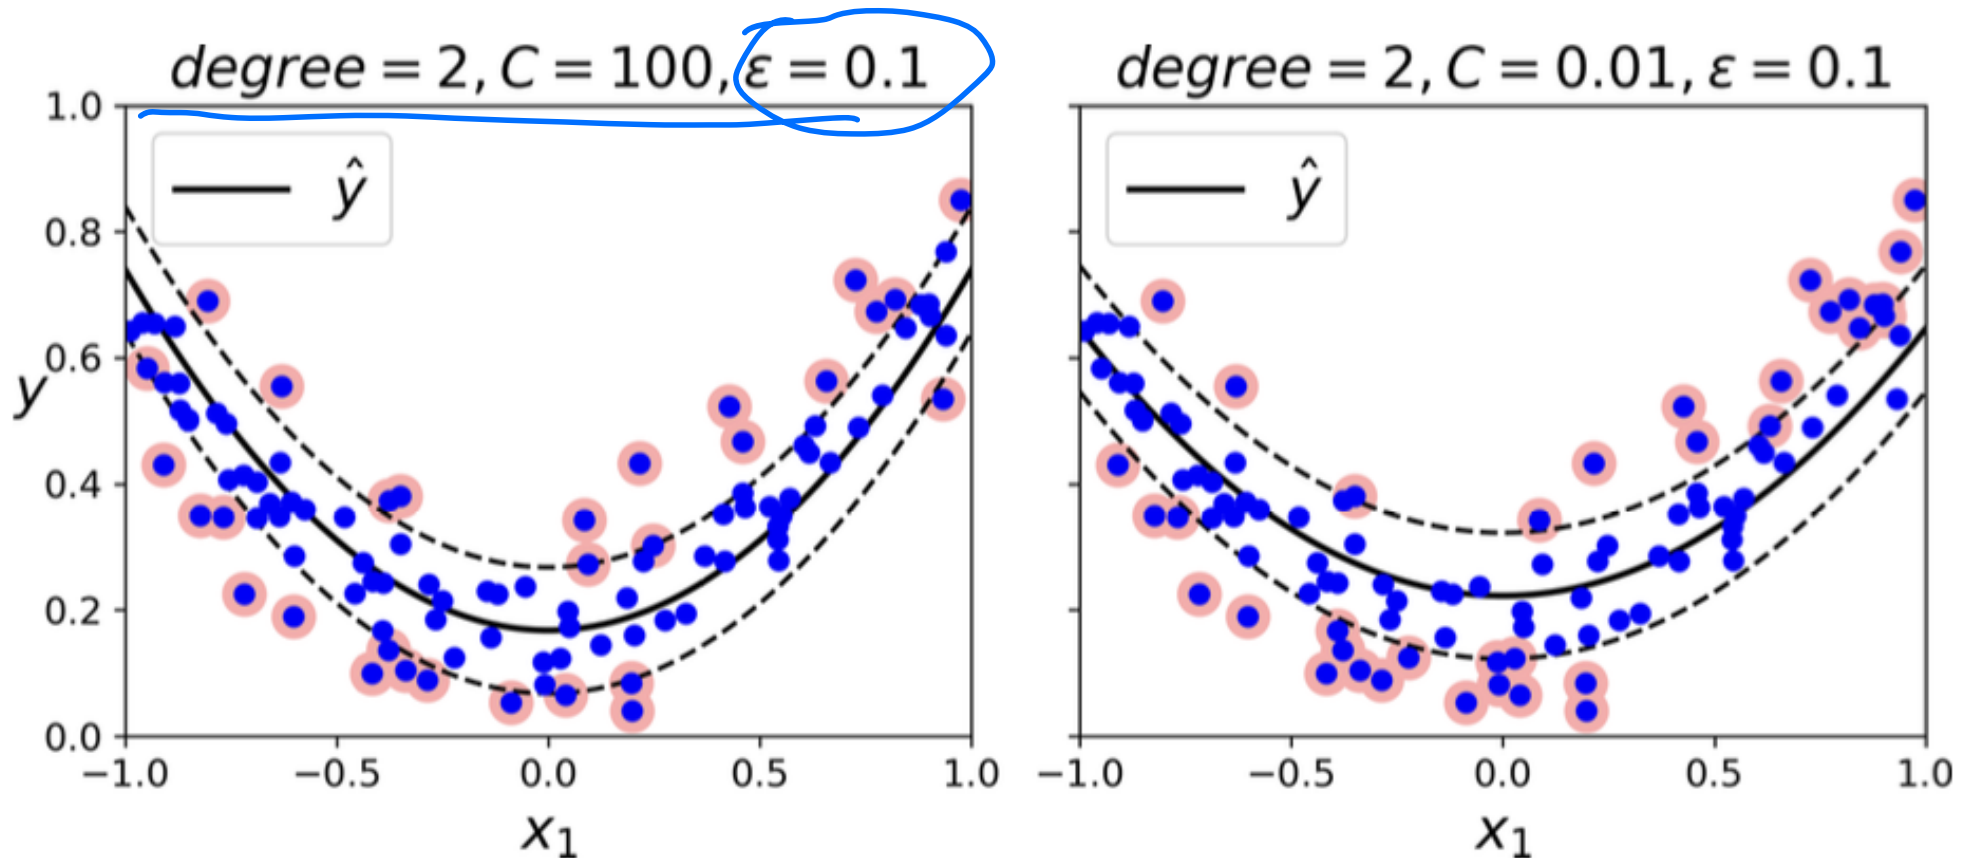 degree = 2, C = 100, ε = 0.1
degree = 2, C = 0.01, ε = 0.1
1.0
0.8
0.6
0.4
0.2
0.0
y
ŷ
ŷ
−1.0 −0.5 0.0 0.5 1.0
−1.0 −0.5 0.0 0.5 1.0
x₁
x₁